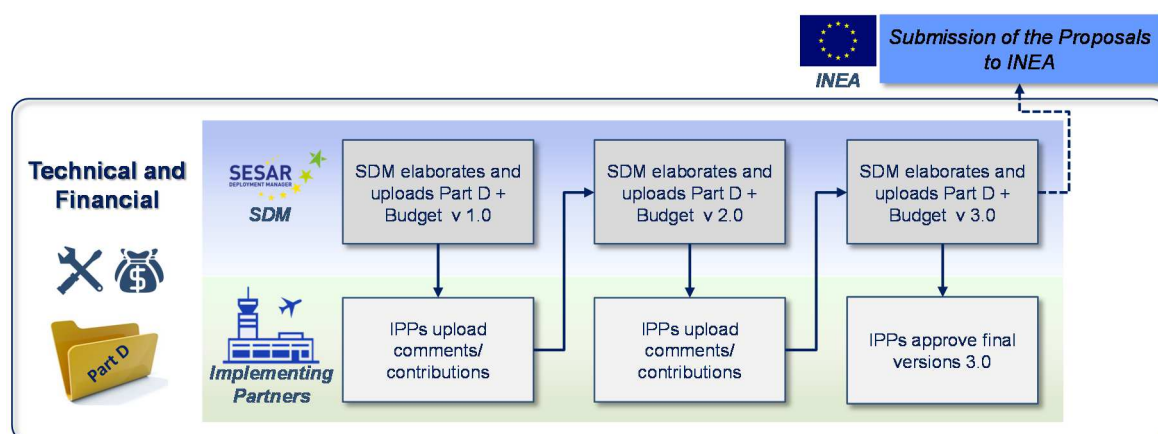 Submission of the Proposals
to INEA
INEA
Technical and
Financial
Part D
SESAR
DEPLOYMENT MANAGER
SDM
SDM elaborates and
uploads Part D +
Budget v 1.0
SDM elaborates and
uploads Part D +
Budget v 2.0
SDM elaborates and
uploads Part D +
Budget v 3.0
Implementing
Partners
IPPs upload
comments/
contributions
IPPs upload
comments/
contributions
IPPs approve final
versions 3.0